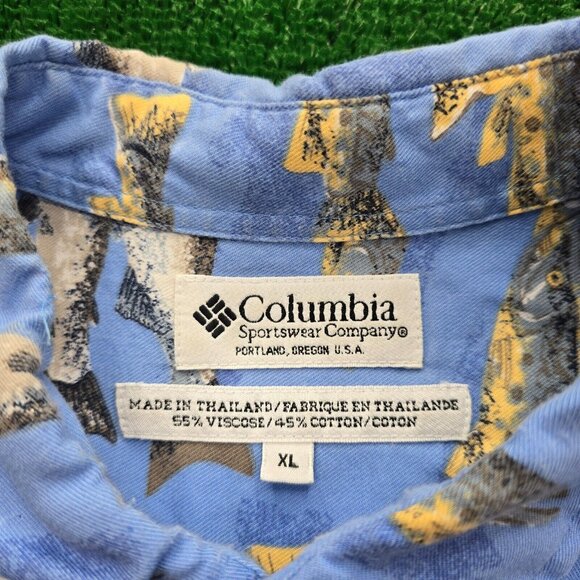 Columbia
Sportswear Company®
PORTLAND, OREGON U.S.A.
MADE IN THAILAND/FABRIQUE EN THAILANDE
55% VISCOSE/45% COTTON/COTON
XL